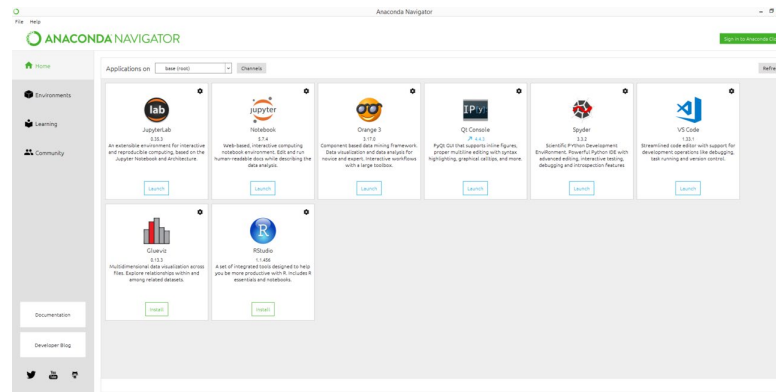 Anaconda Navigator
File Help
ANACONDA NAVIGATOR
Sign in to Anaconda Clo
Home
Environments
Learning
Community
Documentation
Developer Blog
You
Tube
Applications on base (root) Channels
Refre
lab
JupyterLab
0.35.3
An extensible environment for interactive
and reproducible computing, based on the
Jupyter Notebook and Architecture.
Launch
jupyter
Notebook
5.7.4
Web-based, interactive computing
notebook environment. Edit and run
human-readable docs while describing the
data analysis.
Launch
Orange 3
3.17.0
Component based data mining framework.
Data visualization and data analysis for
novice and expert. Interactive workflows
with a large toolbox.
Launch
IP[y]:
Qt Console
PyQt GUI that supports inline figures,
proper multiline editing with syntax
highlighting, graphical calltips, and more.
Launch
Spyder
3.3.2
Scientific PYthon Development
EnviRonment. Powerful Python IDE with
advanced editing, interactive testing,
debugging and introspection features
Launch
VS Code
1.33.1
Streamlined code editor with support for
development operations like debugging,
task running and version control.
Launch
Glueviz
0.13.3
Multidimensional data visualization across
files. Explore relationships within and
among related datasets.
Install
R
RStudio
1.1.456
A set of integrated tools designed to help
you be more productive with R. Includes R
essentials and notebooks.
Install